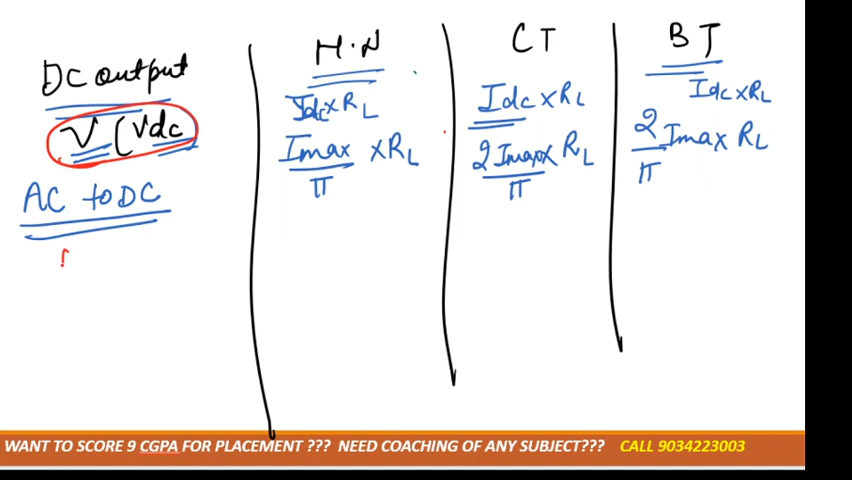 DC output
V (Vdc)
AC to DC
H.N
Idc×RL
Imax ×RL
π
CT
Idc×RL
2Imax× RL
π
BT
Idc×RL
2 Imax RL
π
WANT TO SCORE 9 CGPA FOR PLACEMENT ??? NEED COACHING OF ANY SUBJECT??? CALL 9034223003